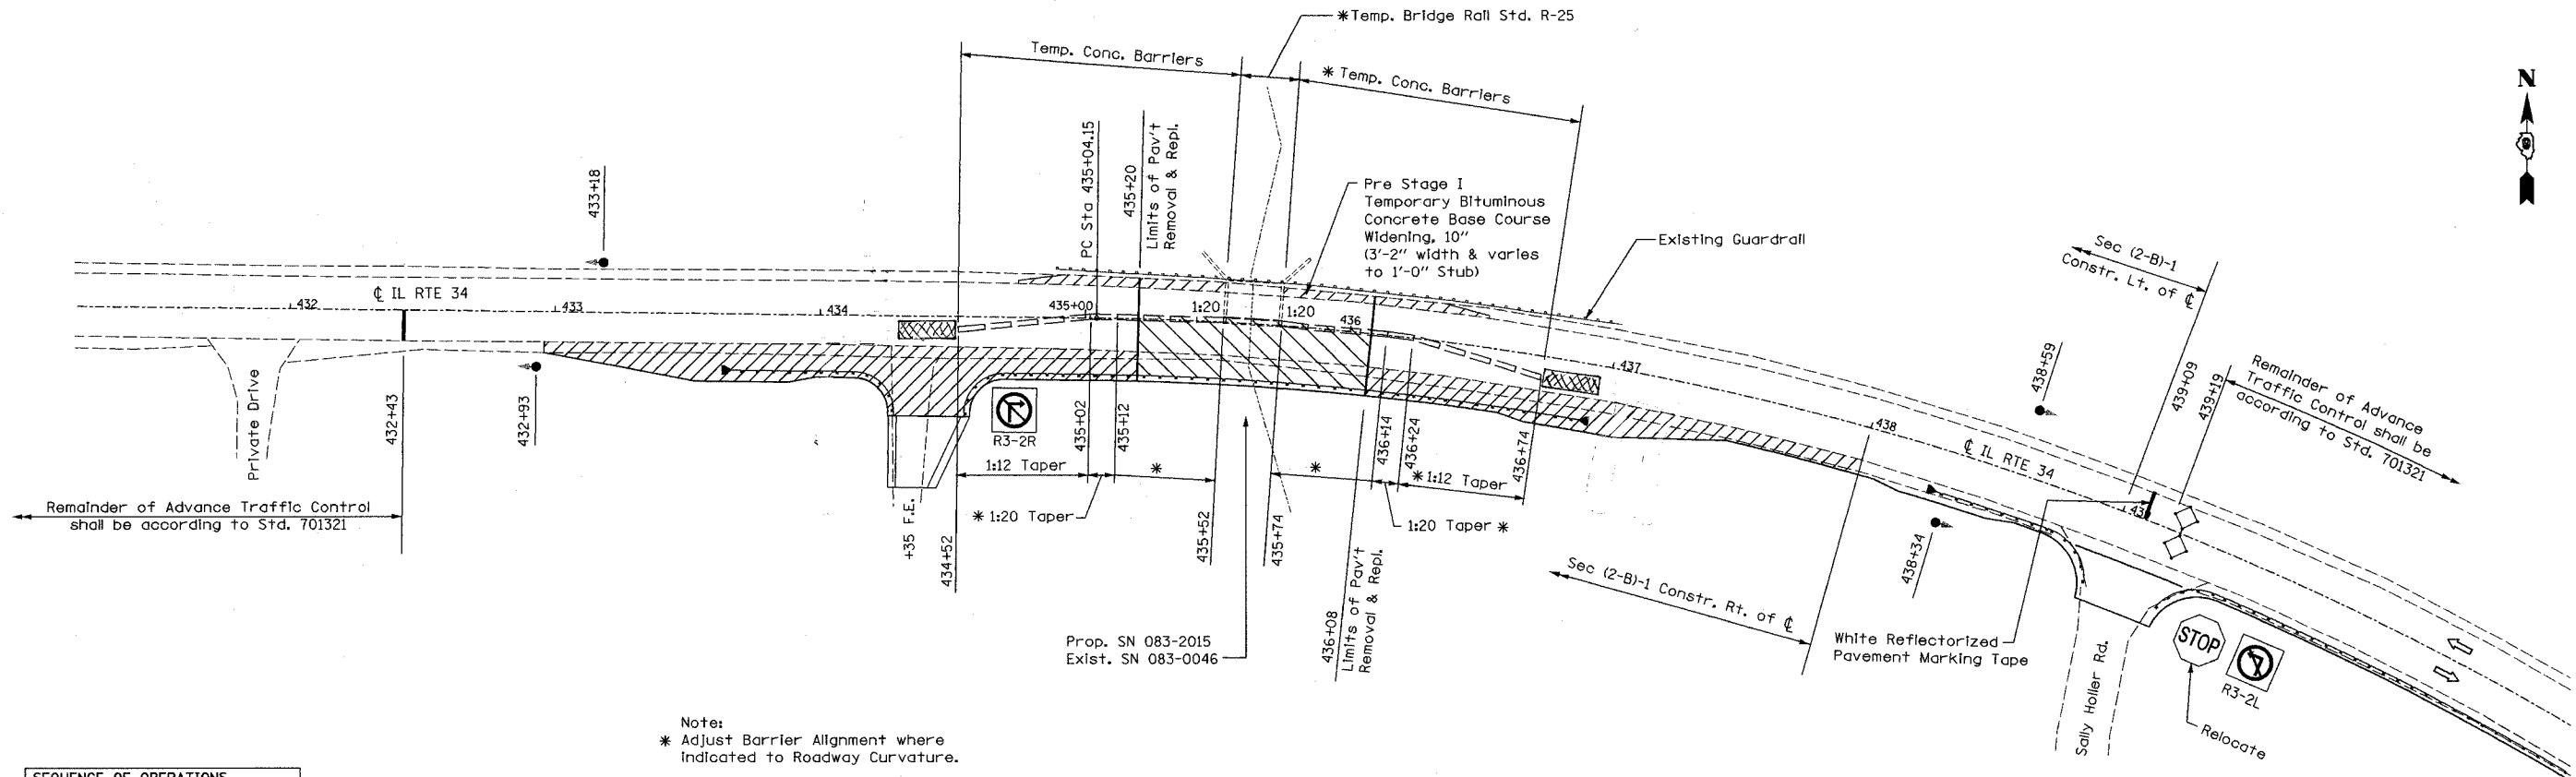 *Temp. Bridge Rail Std. R-25
Temp. Conc. Barriers
* Temp. Conc. Barriers
N
PC Sta 435+04.15
435+20
Limits of Pav't
Removal & Repl.
433+18
Pre Stage I
Temporary Bituminous
Concrete Base Course
Widening, 10"
(3'-2" width & varies
to 1'-0" Stub)
Existing Guardrail
Sec (2-B)-1
Constr. Lt. of ℄
℄ IL RTE 34
432
433
434
435+00
1:20
1:20
436
437
438
℄ IL RTE 34
438+59
439+09
439+19
Remainder of Advance
Traffic Control shall be
according to Std. 701321
Private Drive
432+43
432+93
R3-2R
435+02
435+12
436+14
436+24
436+74
1:12 Taper
*
*
* 1:12 Taper
Remainder of Advance Traffic Control
shall be according to Std. 701321
+35 F.E.
434+52
* 1:20 Taper
435+52
435+74
1:20 Taper *
436+08
Limits of Pav't
Removal & Repl.
Sec (2-B)-1 Constr. Rt. of ℄
438+34
Prop. SN 083-2015
Exist. SN 083-0046
White Reflectorized
Pavement Marking Tape
Sally Holler Rd.
STOP
R3-2L
Relocate
Note:
* Adjust Barrier Alignment where
indicated to Roadway Curvature.
SEQUENCE OF OPERATIONS